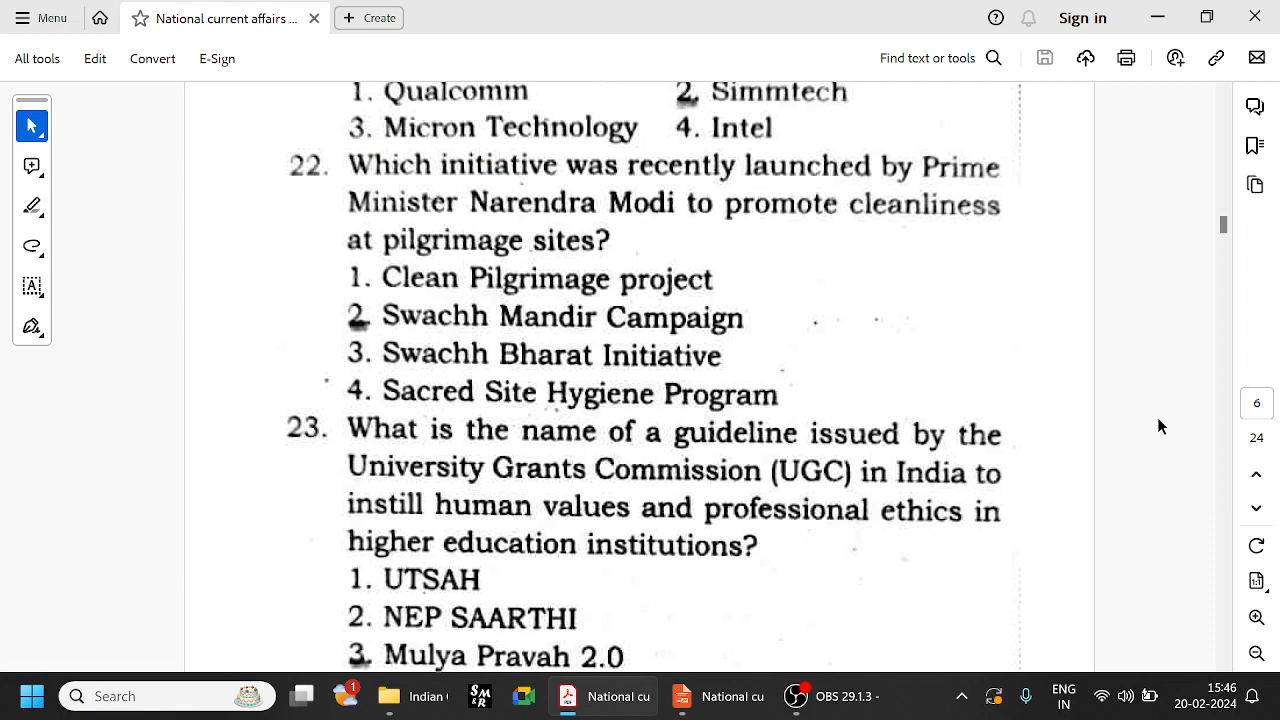 Menu
National current affairs ...
Create
Sign in
All tools
Edit
Convert
E-Sign
Find text or tools
1. Qualcomm
2. Simmtech
3. Micron Technology
4. Intel
22. Which initiative was recently launched by Prime
Minister Narendra Modi to promote cleanliness
at pilgrimage sites?
1. Clean Pilgrimage project
2. Swachh Mandir Campaign
3. Swachh Bharat Initiative
4. Sacred Site Hygiene Program
23. What is the name of a guideline issued by the
University Grants Commission (UGC) in India to
instill human values and professional ethics in
higher education institutions?
1. UTSAH
2. NEP SAARTHI
3. Mulya Pravah 2.0
6
24
1:1
Search
1
Indian
S M
& R
National cu
National cu
OBS 29.1.3 -
ENG
IN
15:46
20-02-2024